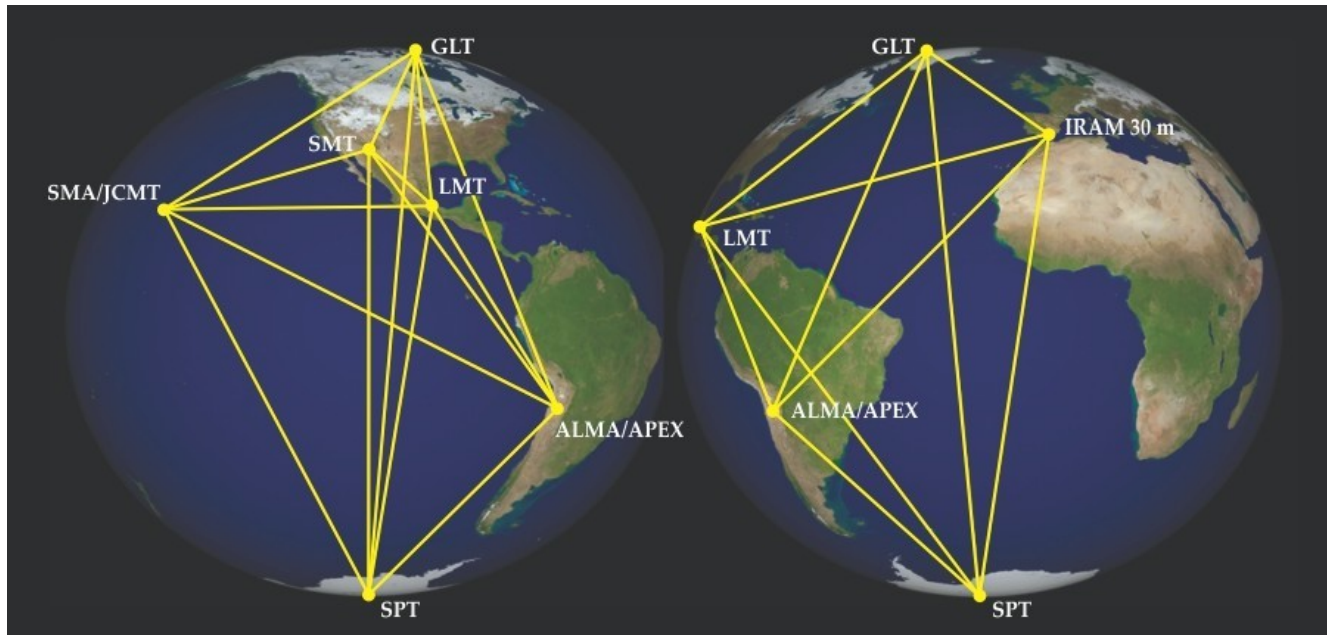 GLT
SMT
SMA/JCMT
LMT
ALMA/APEX
SPT
GLT
IRAM 30 m
LMT
ALMA/APEX
SPT